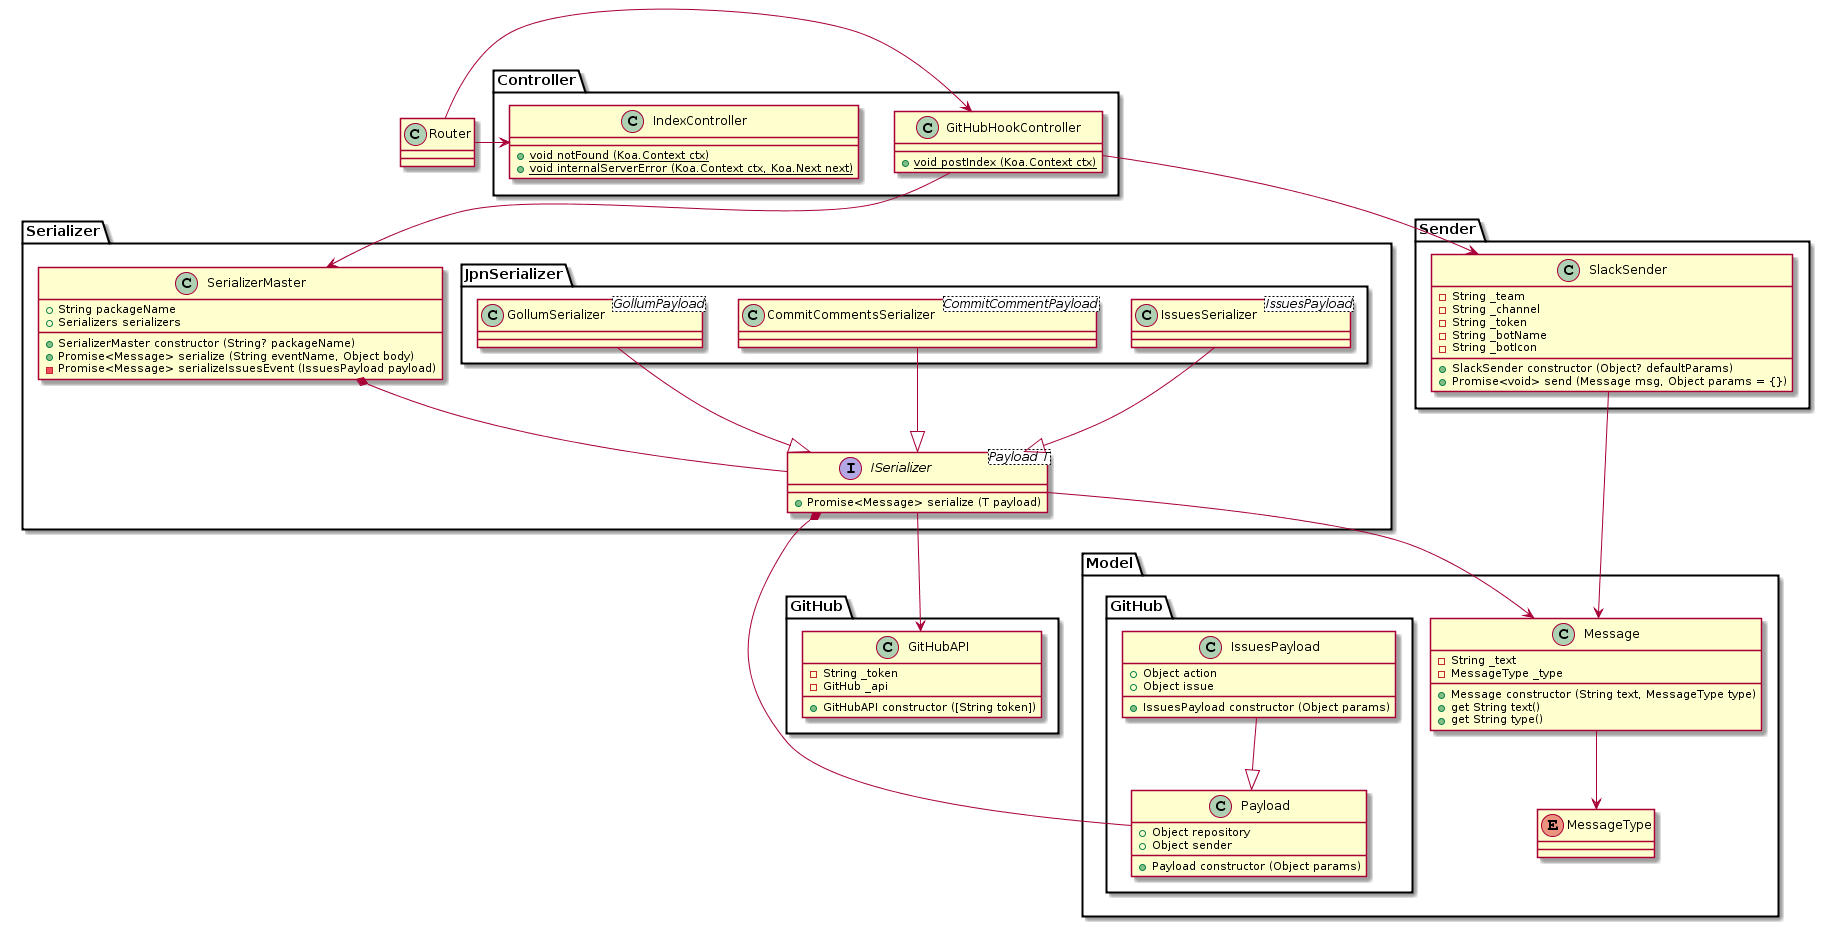 Controller
C Router
C IndexController
void notFound (Koa.Context ctx)
void internalServerError (Koa.Context ctx, Koa.Next next)
C GitHubHookController
void postIndex (Koa.Context ctx)
Serializer
C SerializerMaster
String packageName
Serializers serializers
SerializerMaster constructor (String? packageName)
Promise<Message> serialize (String eventName, Object body)
Promise<Message> serializeIssuesEvent (IssuesPayload payload)
JpnSerializer
C GollumSerializer
GollumPayload
C CommitCommentsSerializer
CommitCommentPayload
C IssuesSerializer
IssuesPayload
I ISerializer
Payload T
Promise<Message> serialize (T payload)
Sender
C SlackSender
String _team
String _channel
String _token
String _botName
String _botIcon
SlackSender constructor (Object? defaultParams)
Promise<void> send (Message msg, Object params = {})
GitHub
C GitHubAPI
String _token
GitHub _api
GitHubAPI constructor ([String token])
Model
GitHub
C IssuesPayload
Object action
Object issue
IssuesPayload constructor (Object params)
C Payload
Object repository
Object sender
Payload constructor (Object params)
C Message
String _text
MessageType _type
Message constructor (String text, MessageType type)
get String text()
get String type()
E MessageType